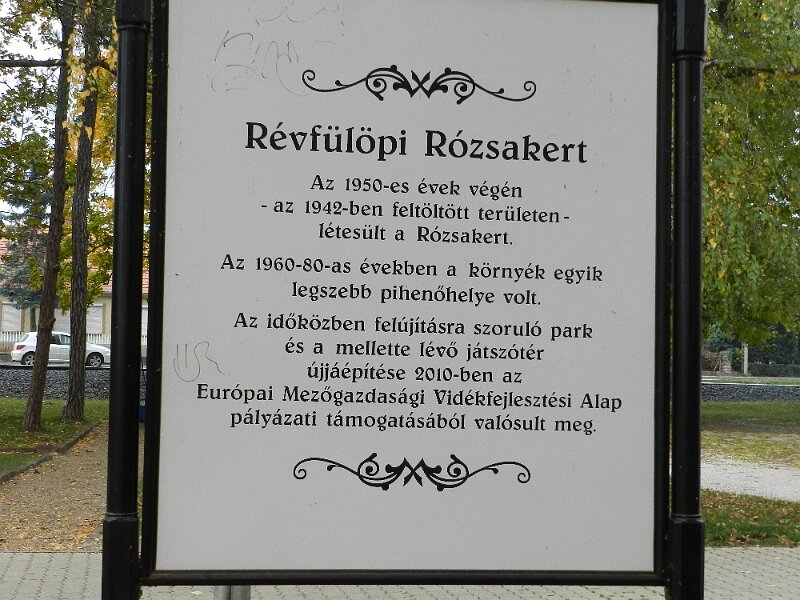 Révfülöpi Rózsakert
Az 1950-es évek végén
- az 1942-ben feltöltött területen -
létesült a Rózsakert.
Az 1960-80-as években a környék egyik
legszebb pihenőhelye volt.
Az időközben felújításra szoruló park
és a mellette lévő játszótér
újjáépítése 2010-ben az
Európai Mezőgazdasági Vidékfejlesztési Alap
pályázati támogatásából valósult meg.